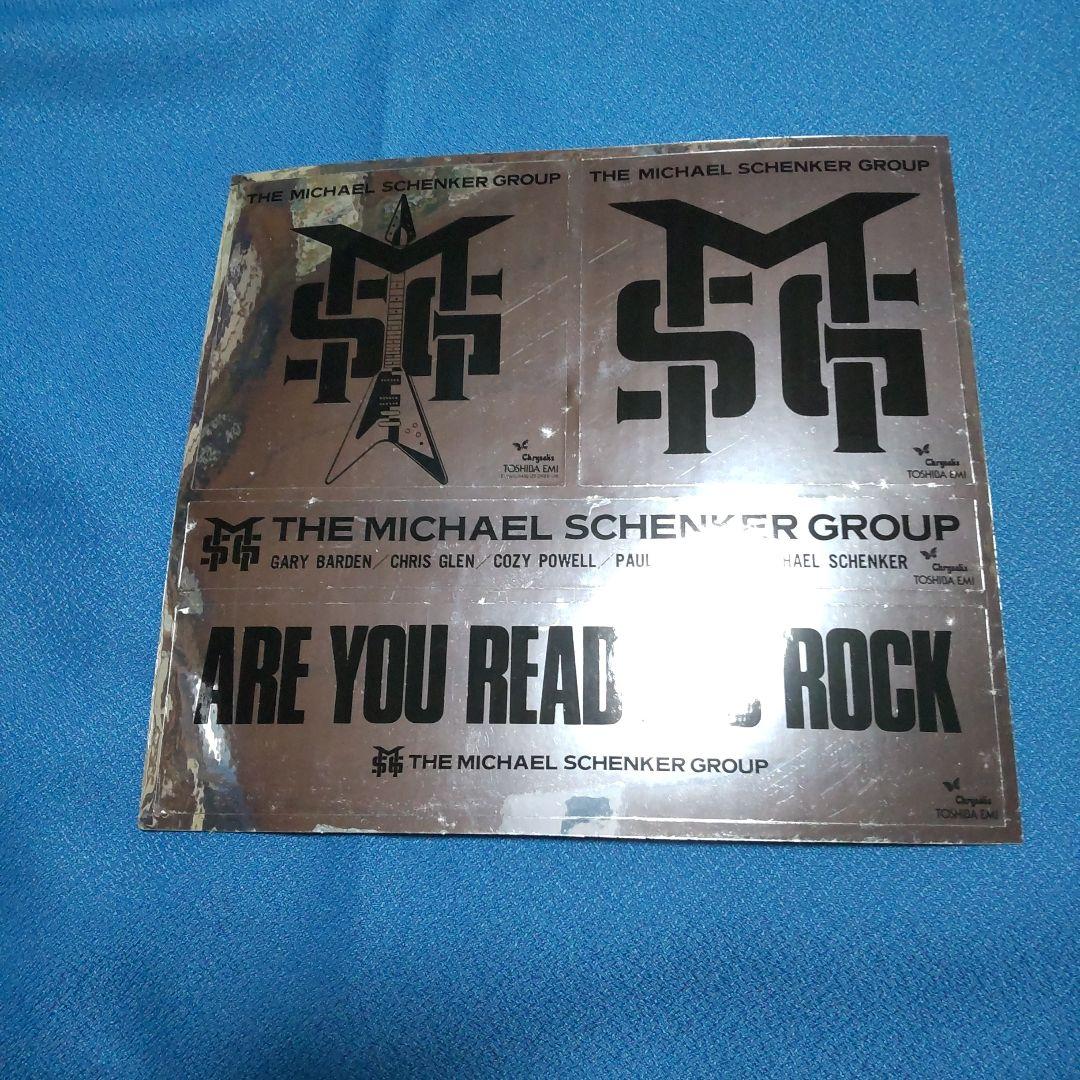 THE MICHAEL SCHENKER GROUP
MSG
Chrysalis
TOSHIBA EMI
THE MICHAEL SCHENKER GROUP
MSG
Chrysalis
TOSHIBA EMI
MSG THE MICHAEL SCHENKER GROUP
GARY BARDEN/CHRIS GLEN/COZY POWELL/PAUL HAEL SCHENKER
Chrysalis
TOSHIBA EMI
ARE YOU READ ROCK
MSG THE MICHAEL SCHENKER GROUP
Chrysalis
TOSHIBA EMI